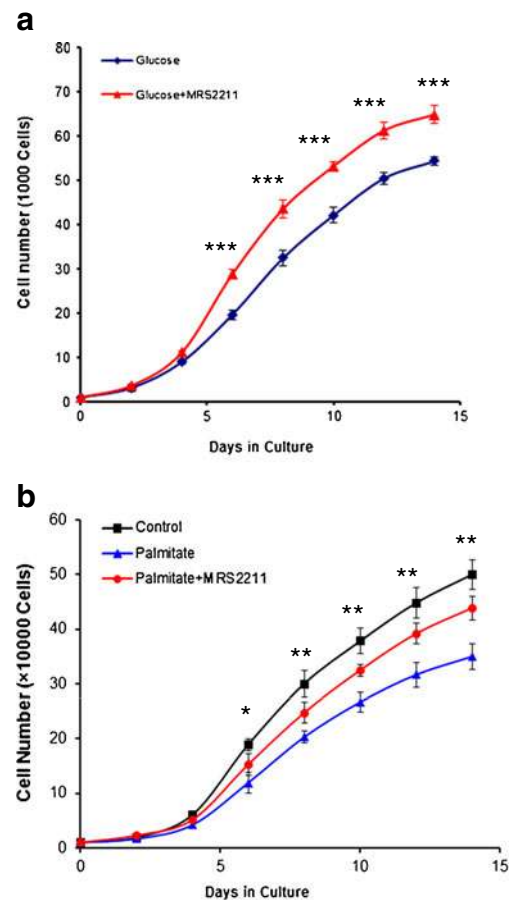 a
80
70
60
50
40
30
20
10
0
Cell number (1000 Cells)
Glucose
Glucose+MRS2211
***
***
***
***
***
0 5 10 15
Days in Culture
b
60
50
40
30
20
10
0
Cell Number (×10000 Cells)
Control
Palmitate
Palmitate+MRS2211
*
**
**
**
**
0 5 10 15
Days in Culture